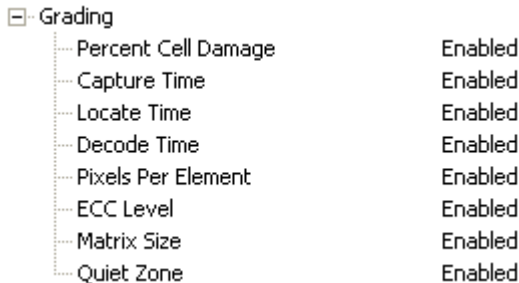 Grading
Percent Cell Damage Enabled
Capture Time Enabled
Locate Time Enabled
Decode Time Enabled
Pixels Per Element Enabled
ECC Level Enabled
Matrix Size Enabled
Quiet Zone Enabled